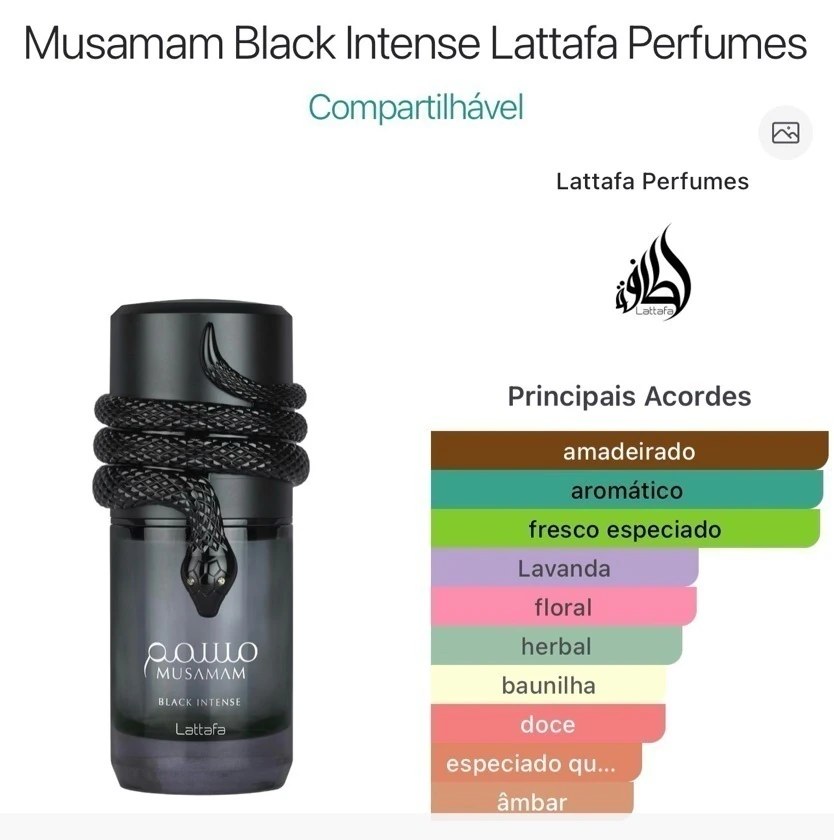 Musamam Black Intense Lattafa Perfumes
Compartilhável
Lattafa Perfumes
لطافة
Lattafa
Principais Acordes
amadeirado
aromático
fresco especiado
Lavanda
floral
herbal
baunilha
doce
especiado qu...
âmbar
مسمم
MUSAMAM
BLACK INTENSE
Lattafa